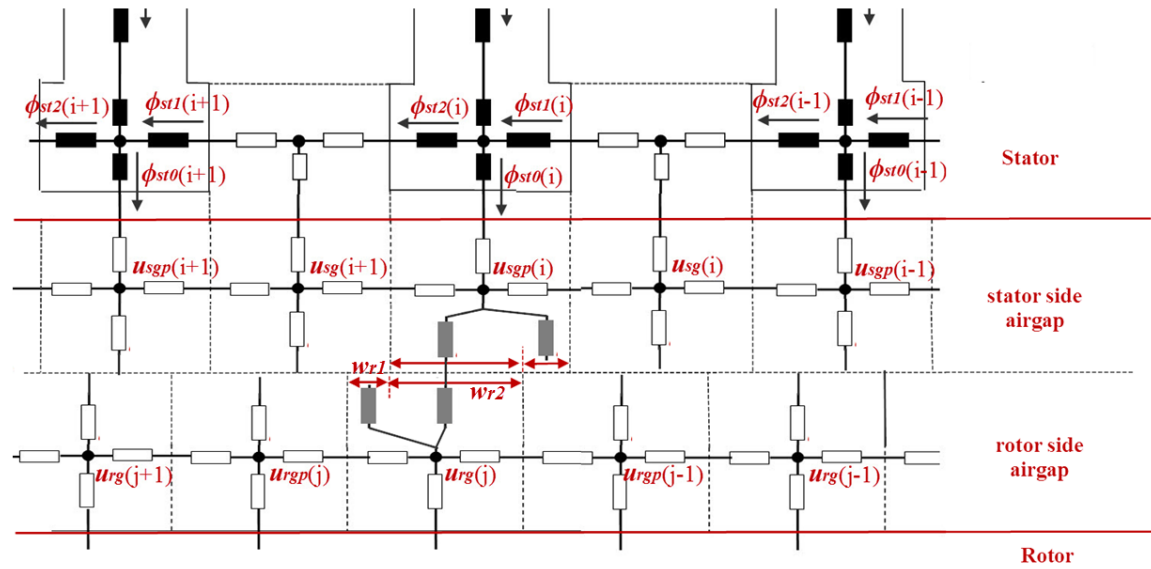 ϕst2(i+1) ϕst1(i+1) ϕst2(i) ϕst1(i) ϕst2(i-1) ϕst1(i-1)
Stator
ϕst0(i+1) ϕst0(i) ϕst0(i-1)
usgp(i+1) usg(i+1) usgp(i) usg(i) usgp(i-1)
stator side
airgap
wr1
wr2
rotor side
airgap
urg(j+1) urgp(j) urg(j) urgp(j-1) urg(j-1)
Rotor